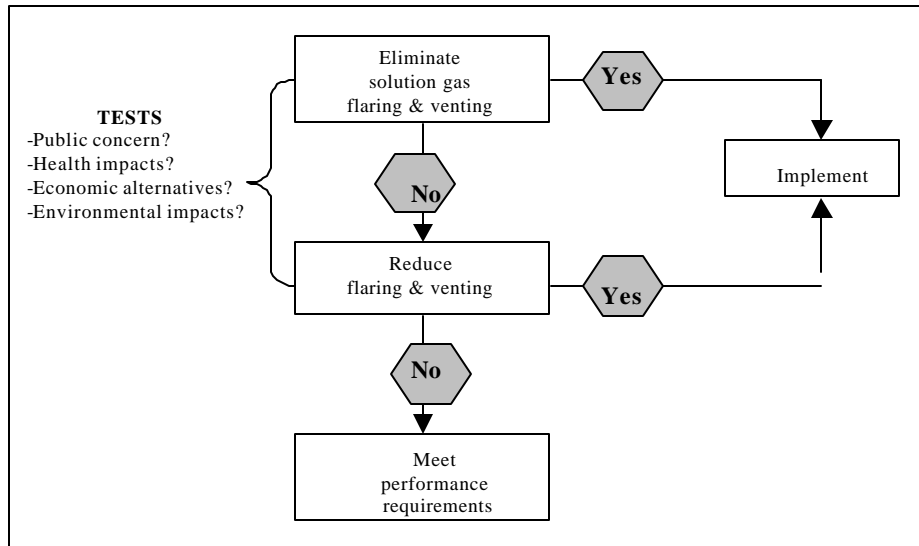 Eliminate
solution gas
flaring & venting
Yes
TESTS
-Public concern?
-Health impacts?
-Economic alternatives?
-Environmental impacts?
Implement
No
Reduce
flaring & venting
Yes
No
Meet
performance
requirements